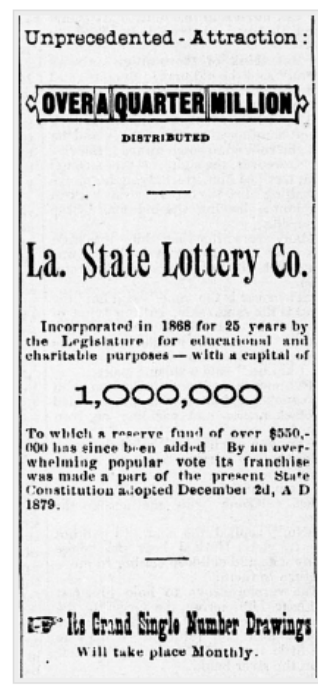 Unprecedented - Attraction :
OVER A QUARTER MILLION
DISTRIBUTED
La. State Lottery Co.
Incorporated in 1868 for 25 years by
the Legislature for educational and
charitable purposes — with a capital of
1,000,000
To which a reserve fund of over $550,-
000 has since been added By an over-
whelming popular vote its franchise
was made a part of the present State
Constitution adopted December 2d, A D
1879.
☞ Its Grand Single Number Drawings
Will take place Monthly.